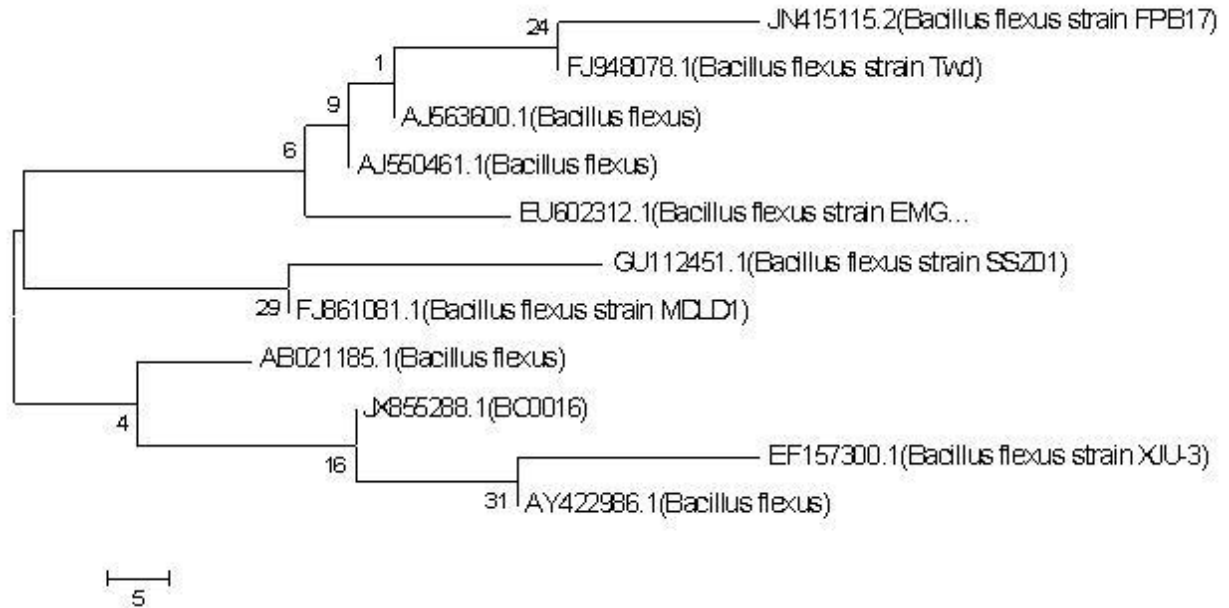 24
JN415115.2(Bacillus flexus strain FPB17)
FJ948078.1(Bacillus flexus strain Twd)
1
AJ563600.1(Bacillus flexus)
9
AJ550461.1(Bacillus flexus)
6
EU602312.1(Bacillus flexus strain EMG...
GU112451.1(Bacillus flexus strain SSZD1)
29
FJ861081.1(Bacillus flexus strain MDLD1)
AB021185.1(Bacillus flexus)
4
JX855288.1(BC0016)
16
EF157300.1(Bacillus flexus strain XJU-3)
31
AY422986.1(Bacillus flexus)
5